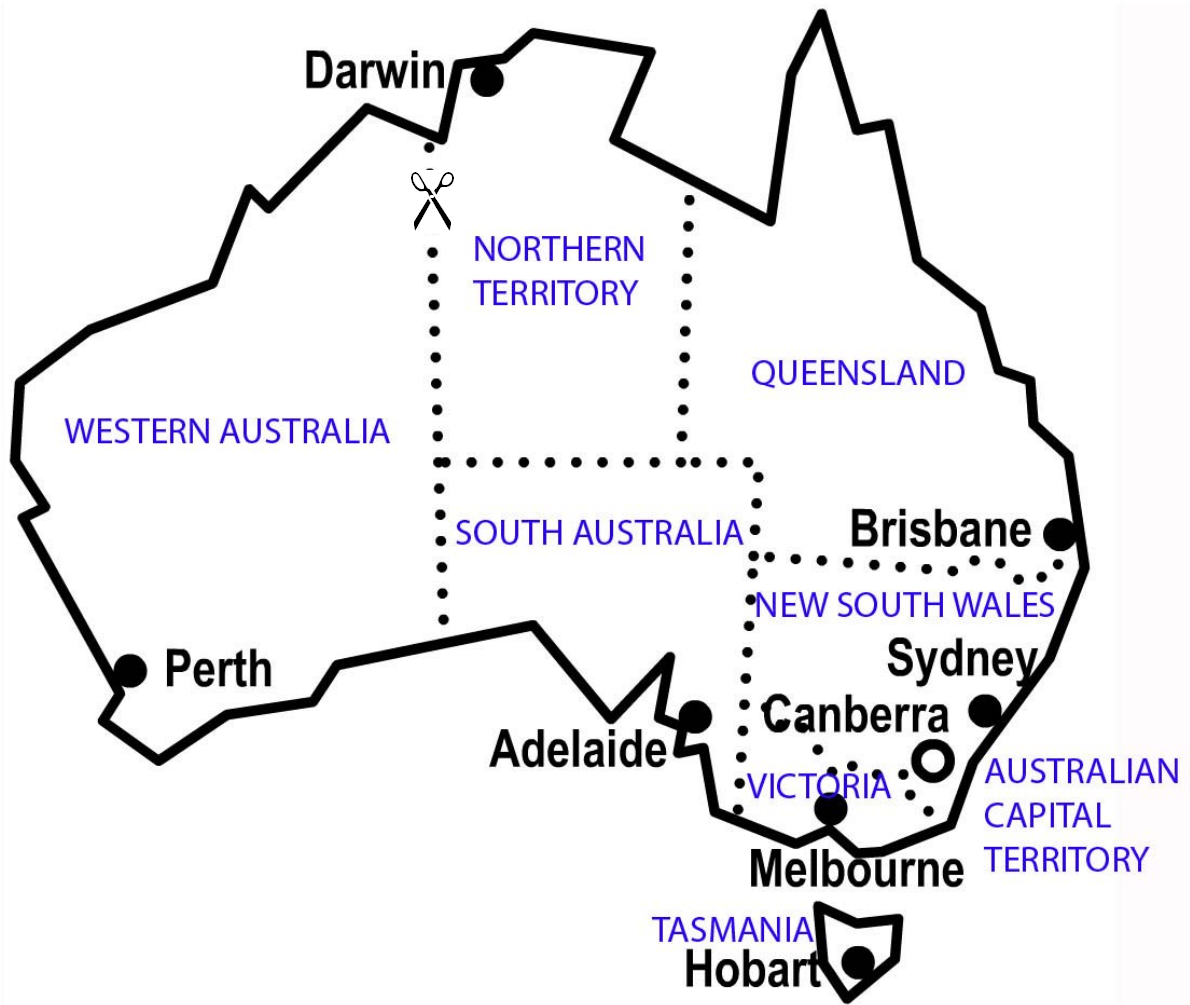 Darwin
NORTHERN
TERRITORY
QUEENSLAND
WESTERN AUSTRALIA
SOUTH AUSTRALIA
Brisbane
NEW SOUTH WALES
Sydney
Perth
Canberra
Adelaide
VICTORIA
AUSTRALIAN
CAPITAL
TERRITORY
Melbourne
TASMANIA
Hobart